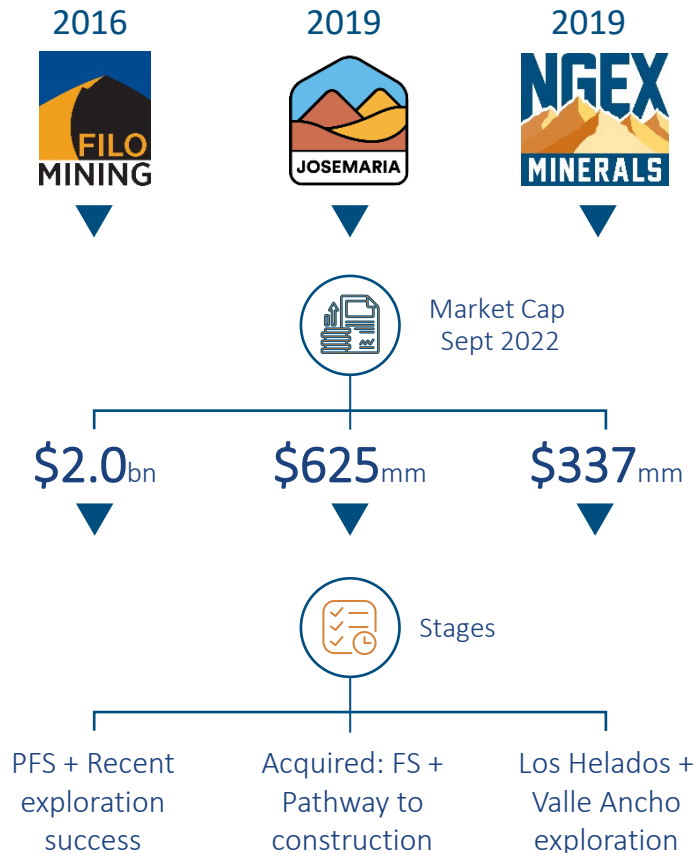 2016 2019 2019
FILO
MINING
JOSEMARIA
NGEX
MINERALS
Market Cap
Sept 2022
$2.0bn $625mm $337mm
Stages
PFS + Recent
exploration
success
Acquired: FS +
Pathway to
construction
Los Helados +
Valle Ancho
exploration